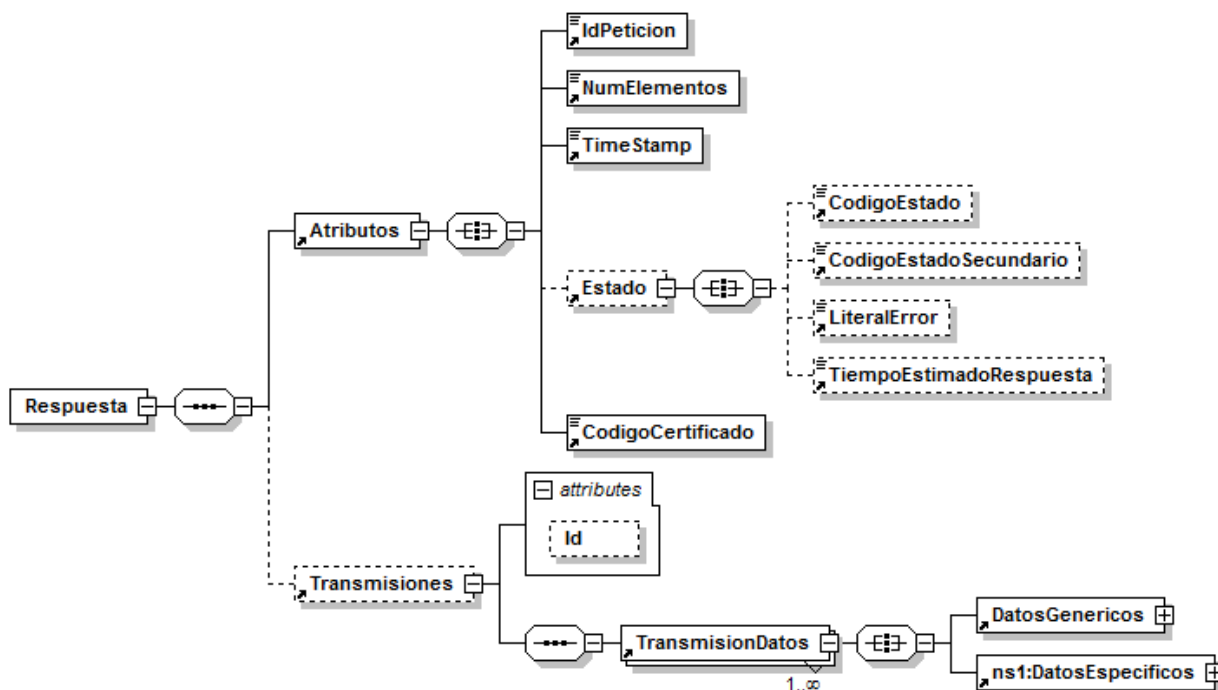 IdPeticion
NumElementos
TimeStamp
CodigoEstado
Atributos
CodigoEstadoSecundario
Estado
LiteralError
TiempoEstimadoRespuesta
Respuesta
CodigoCertificado
attributes
Id
Transmisiones
DatosGenericos
TransmisionDatos
1..∞
ns1:DatosEspecificos